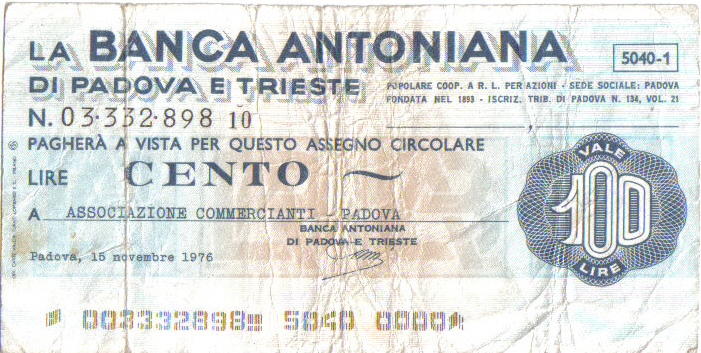 LA BANCA ANTONIANA
5040-1
DI PADOVA E TRIESTE
POPOLARE COOP. A R. L. PER AZIONI - SEDE SOCIALE: PADOVA
FONDATA NEL 1893 - ISCRIZ. TRIB. DI PADOVA N. 134, VOL. 21
N. 03·332·898 10
PAGHERÀ A VISTA PER QUESTO ASSEGNO CIRCOLARE
LIRE CENTO
VALE
100
LIRE
A ASSOCIAZIONE COMMERCIANTI - PADOVA
BANCA ANTONIANA
DI PADOVA E TRIESTE
Padova, 15 novembre 1976
003332898 5040 0000